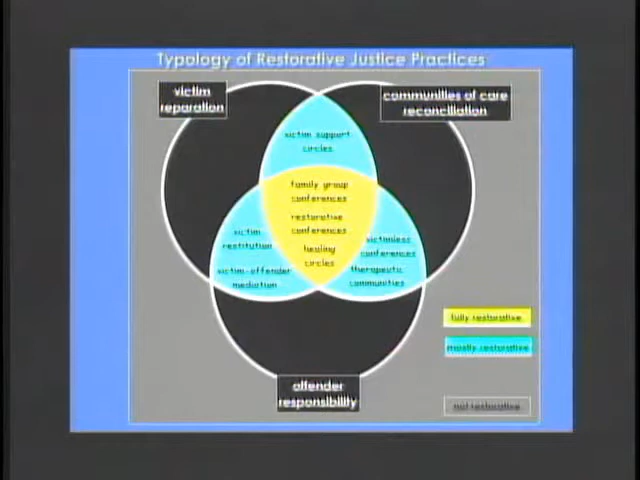 Typology of Restorative Justice Practices
victim
reparation
communities of care
reconciliation
victim support
circles
family group
conferences
restorative
conferences
healing
circles
victim
restitution
victim-offender
mediation
victimless
conferences
therapeutic
communities
fully restorative
mostly restorative
not restorative
offender
responsibility